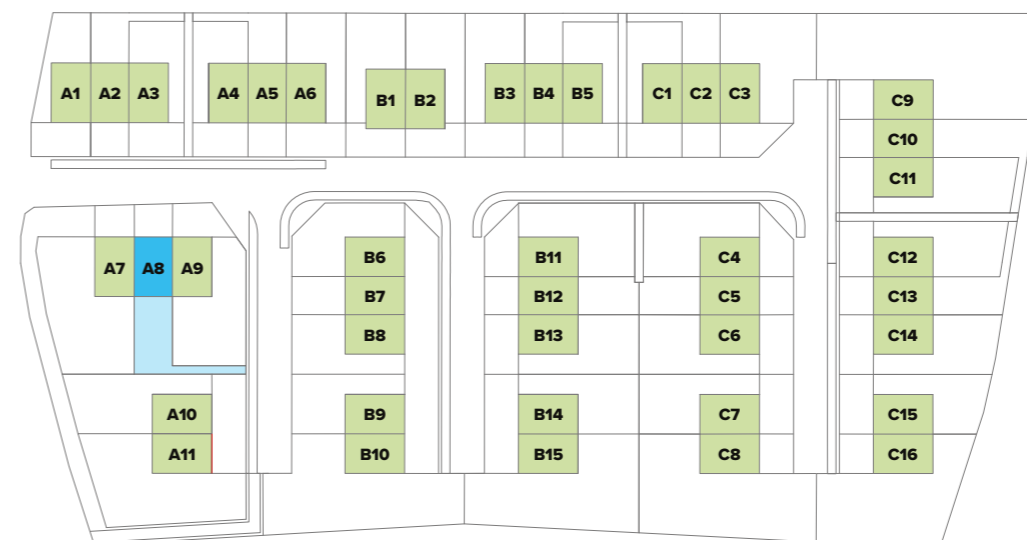 A1 A2 A3 A4 A5 A6 B1 B2 B3 B4 B5 C1 C2 C3 C9
C10
C11
A7 A8 A9 B6 B11 C4 C12
B7 B12 C5 C13
B8 B13 C6 C14
A10 B9 B14 C7 C15
A11 B10 B15 C8 C16